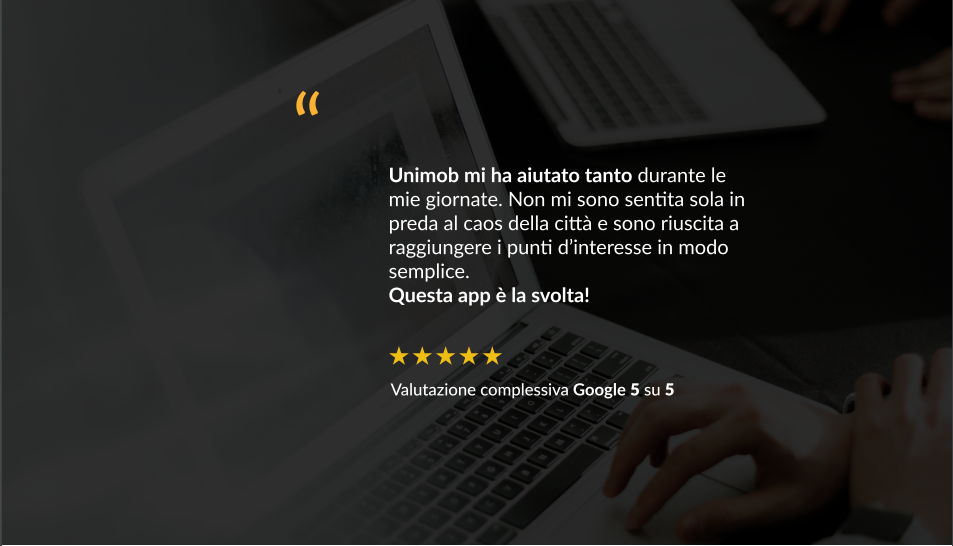 “
Unimob mi ha aiutato tanto durante le
mie giornate. Non mi sono sentita sola in
preda al caos della città e sono riuscita a
raggiungere i punti d’interesse in modo
semplice.
Questa app è la svolta!
★★★★★
Valutazione complessiva Google 5 su 5